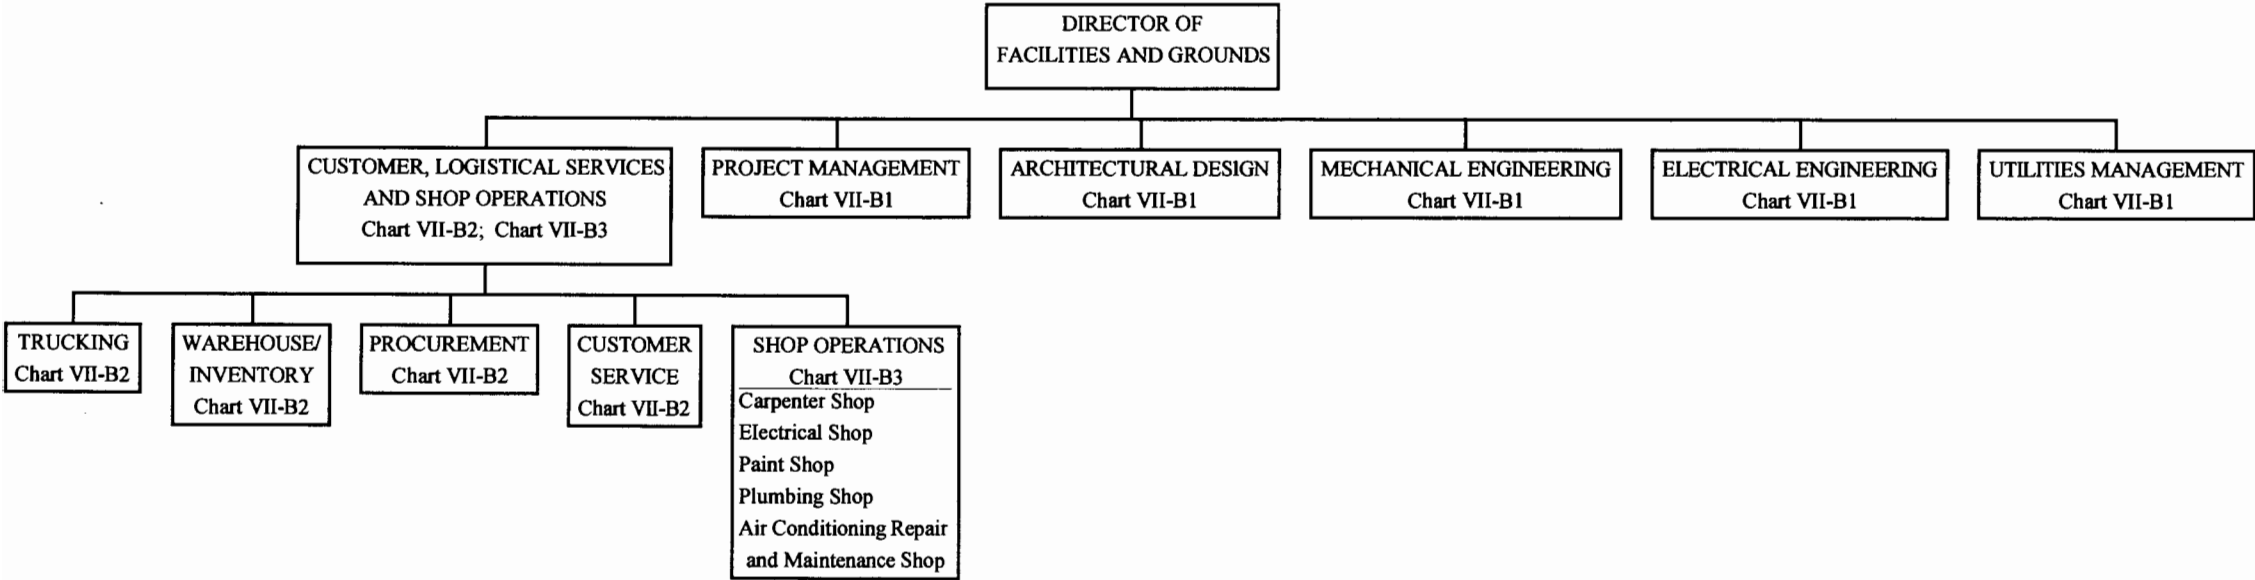 DIRECTOR OF
FACILITIES AND GROUNDS
CUSTOMER, LOGISTICAL SERVICES
AND SHOP OPERATIONS
Chart VII-B2; Chart VII-B3
PROJECT MANAGEMENT
Chart VII-B1
ARCHITECTURAL DESIGN
Chart VII-B1
MECHANICAL ENGINEERING
Chart VII-B1
ELECTRICAL ENGINEERING
Chart VII-B1
UTILITIES MANAGEMENT
Chart VII-B1
TRUCKING
Chart VII-B2
WAREHOUSE/
INVENTORY
Chart VII-B2
PROCUREMENT
Chart VII-B2
CUSTOMER
SERVICE
Chart VII-B2
SHOP OPERATIONS
Chart VII-B3
Carpenter Shop
Electrical Shop
Paint Shop
Plumbing Shop
Air Conditioning Repair
and Maintenance Shop